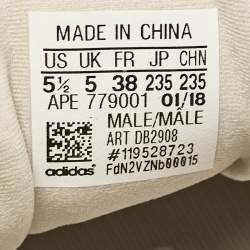 MADE IN CHINA
US UK FR JP CHN
5½ 5 38 235 235
APE 779001 01/18
MALE/MÂLE
ART DB2908
#119528723
FdN2VZNb00015
adidas